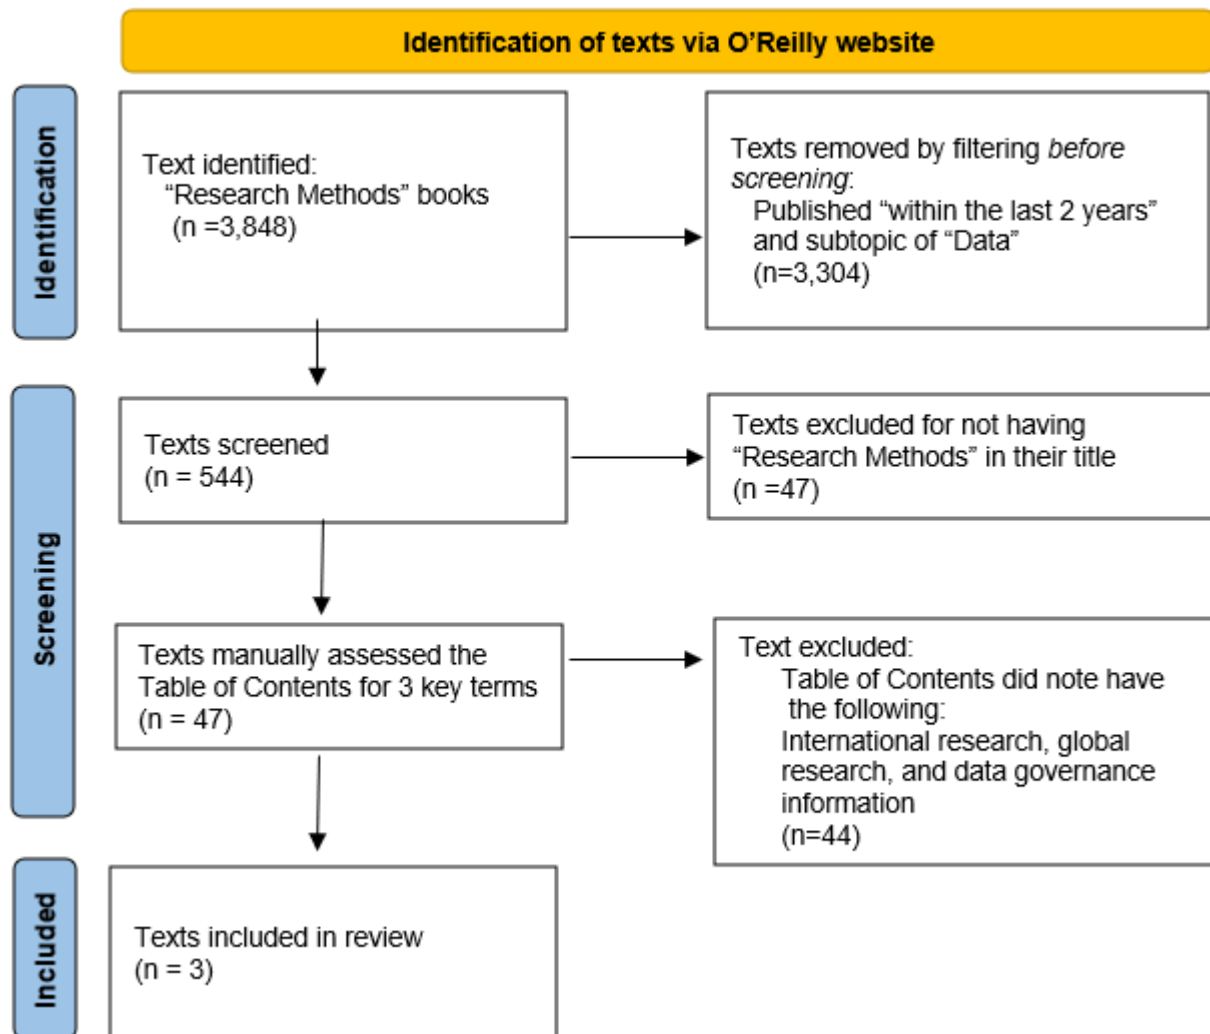 Identification of texts via O’Reilly website
Identification
Text identified:
“Research Methods” books
(n =3,848)
Texts removed by filtering before
screening:
Published “within the last 2 years”
and subtopic of “Data”
(n=3,304)
Screening
Texts screened
(n = 544)
Texts excluded for not having
“Research Methods” in their title
(n =47)
Texts manually assessed the
Table of Contents for 3 key terms
(n = 47)
Text excluded:
Table of Contents did note have
the following:
International research, global
research, and data governance
information
(n=44)
Included
Texts included in review
(n = 3)